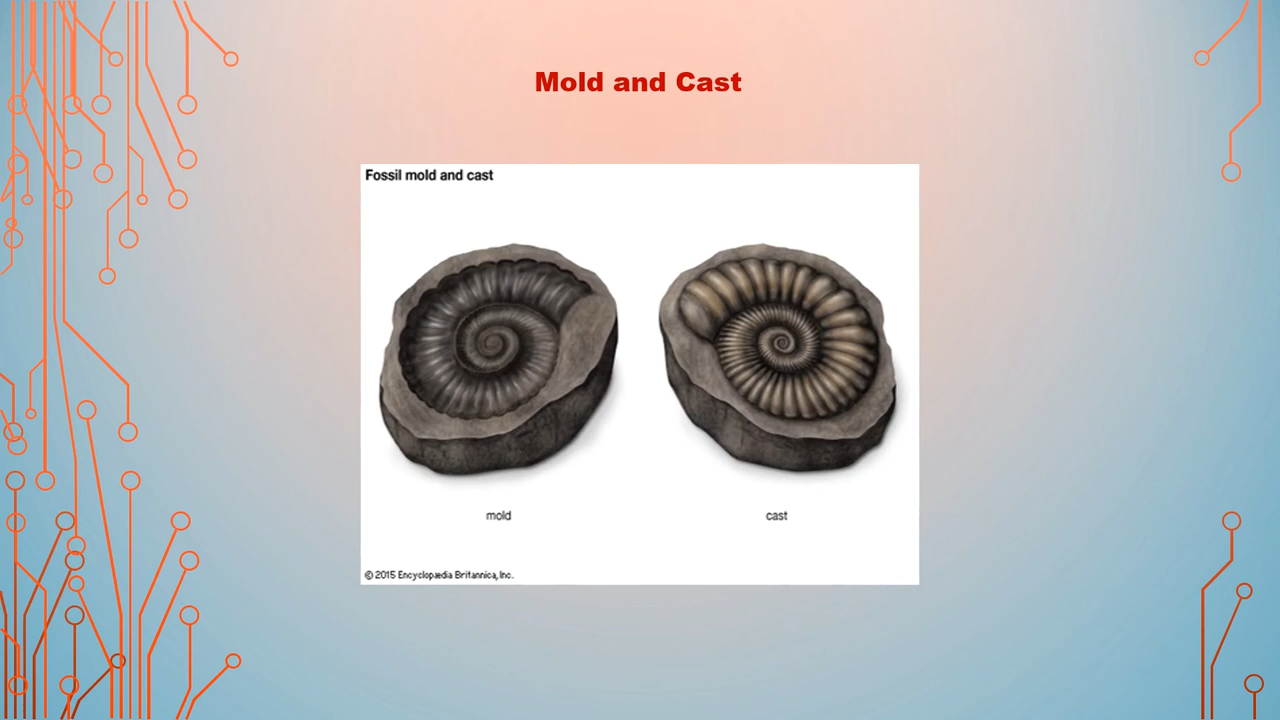 Mold and Cast
Fossil mold and cast
mold
cast
© 2015 Encyclopædia Britannica, Inc.